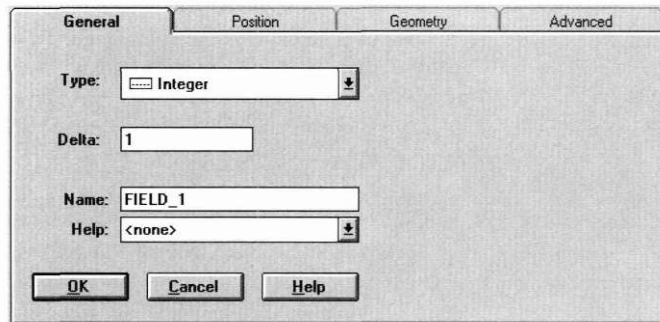 General Position Geometry Advanced
Type: Integer
Delta: 1
Name: FIELD_1
Help: <none>
OK Cancel Help